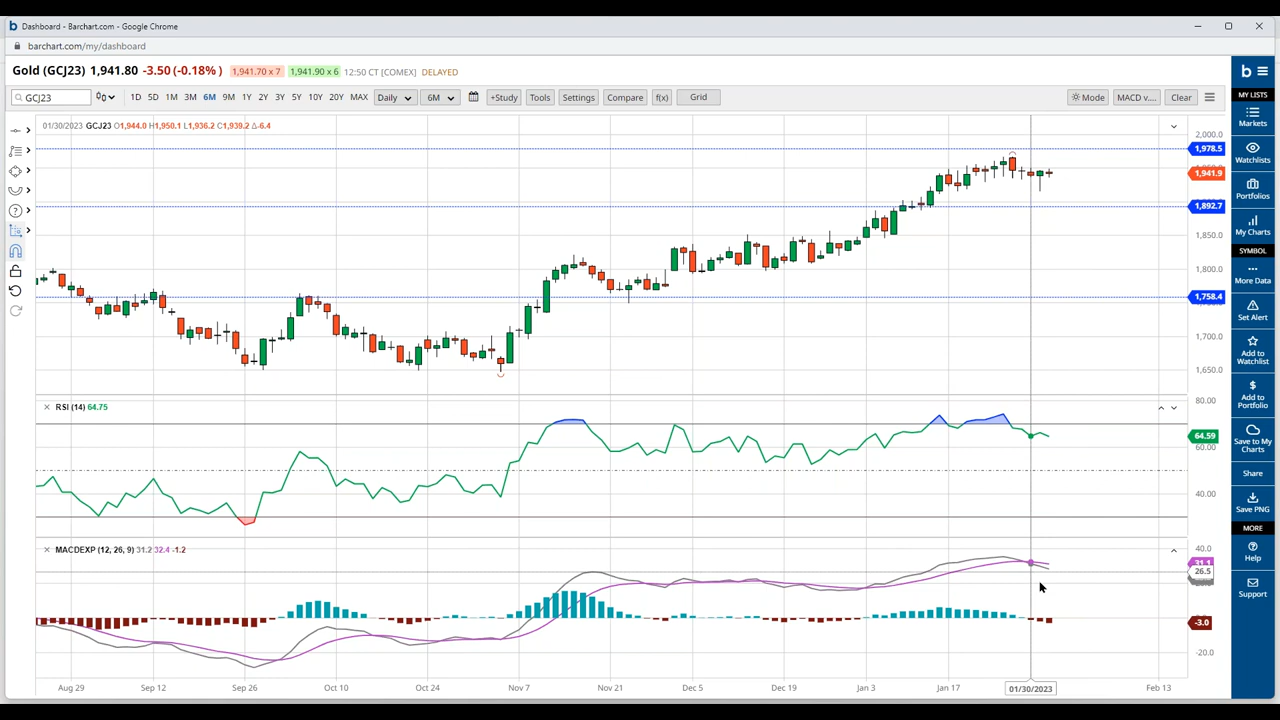 Dashboard - Barchart.com - Google Chrome
barchart.com/my/dashboard
Gold (GCJ23) 1,941.80 -3.50 (-0.18%) 1,941.70 x 7 1,941.90 x 6 12:50 CT [COMEX] DELAYED
GCJ23 1D 5D 1M 3M 6M 9M 1Y 2Y 3Y 5Y 10Y 20Y MAX Daily 6M +Study Tools Settings Compare f(x) Grid Mode MACD v.... Clear
01/30/2023 GCJ23 O1,944.0 H1,950.1 L1,936.2 C1,939.2 Δ-6.4
2,000.0
1,978.5
1,941.9
1,892.7
1,850.0
1,800.0
1,758.4
1,700.0
1,650.0
RSI (14) 64.75
80.00
64.59
60.00
40.00
MACDEXP (12, 26, 9) 31.2 32.4 -1.2
40.0
26.5
-3.0
-20.0
Aug 29 Sep 12 Sep 26 Oct 10 Oct 24 Nov 7 Nov 21 Dec 5 Dec 19 Jan 3 Jan 17 01/30/2023 Feb 13
b
MY LISTS
Markets
Watchlists
Portfolios
My Charts
SYMBOL
More Data
Set Alert
Add to
Watchlist
Add to
Portfolio
Save to My
Charts
Share
Save PNG
MORE
Help
Support